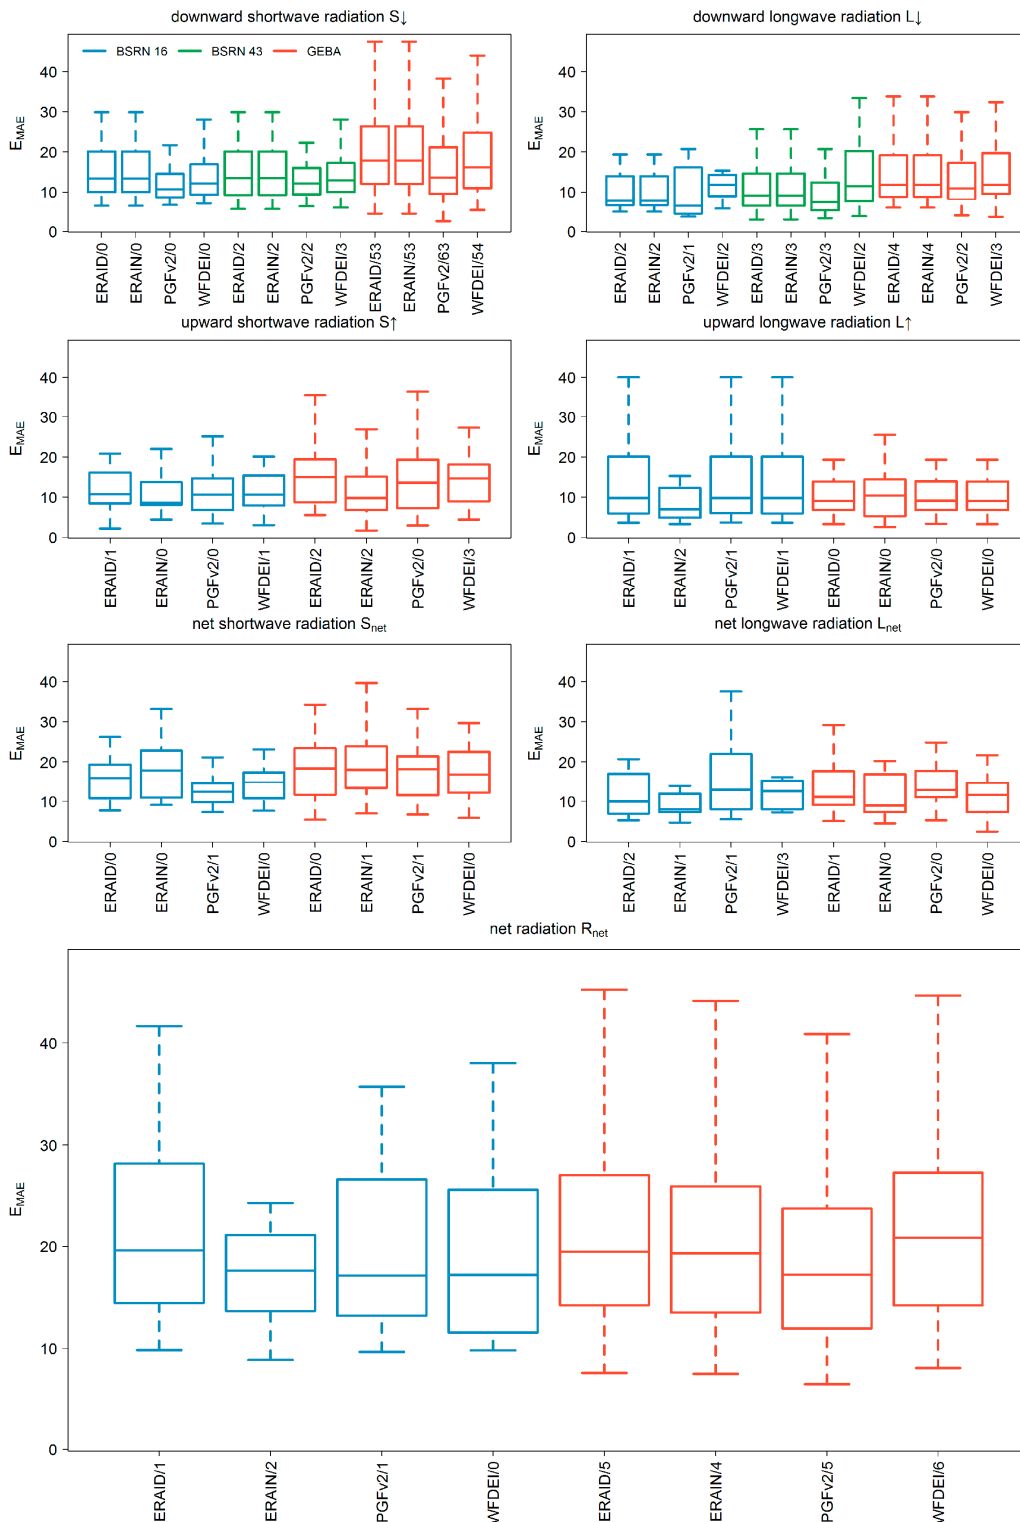 downward shortwave radiation S↓
BSRN 16 BSRN 43 GEBA
E_MAE
40
30
20
10
0
ERAID/0 ERAIN/0 PGFv2/0 WFDEI/0 ERAID/2 ERAIN/2 PGFv2/2 WFDEI/3 ERAID/53 ERAIN/53 PGFv2/63 WFDEI/54
downward longwave radiation L↓
E_MAE
40
30
20
10
0
ERAID/2 ERAIN/2 PGFv2/1 WFDEI/2 ERAID/3 ERAIN/3 PGFv2/3 WFDEI/2 ERAID/4 ERAIN/4 PGFv2/2 WFDEI/3
upward shortwave radiation S↑
E_MAE
40
30
20
10
0
ERAID/1 ERAIN/0 PGFv2/0 WFDEI/1 ERAID/2 ERAIN/2 PGFv2/0 WFDEI/3
upward longwave radiation L↑
E_MAE
40
30
20
10
0
ERAID/1 ERAIN/2 PGFv2/1 WFDEI/1 ERAID/0 ERAIN/0 PGFv2/0 WFDEI/0
net shortwave radiation S_net
E_MAE
40
30
20
10
0
ERAID/0 ERAIN/0 PGFv2/1 WFDEI/0 ERAID/0 ERAIN/1 PGFv2/1 WFDEI/0
net longwave radiation L_net
E_MAE
40
30
20
10
0
ERAID/2 ERAIN/1 PGFv2/1 WFDEI/3 ERAID/1 ERAIN/0 PGFv2/0 WFDEI/0
net radiation R_net
E_MAE
40
30
20
10
0
ERAID/1 ERAIN/2 PGFv2/1 WFDEI/0 ERAID/5 ERAIN/4 PGFv2/5 WFDEI/6